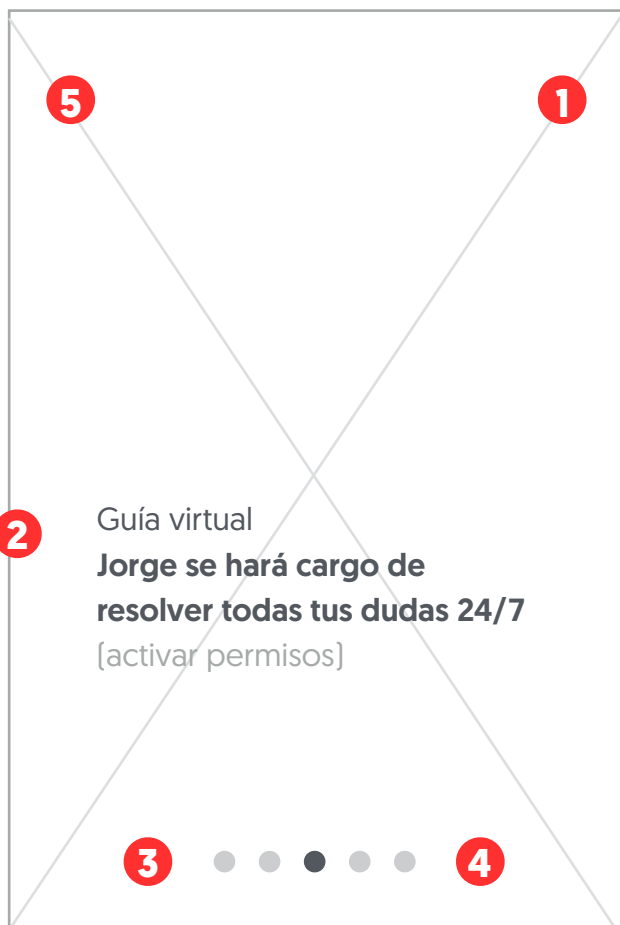 5
1
2
Guía virtual
Jorge se hará cargo de
resolver todas tus dudas 24/7
(activar permisos)
3
4